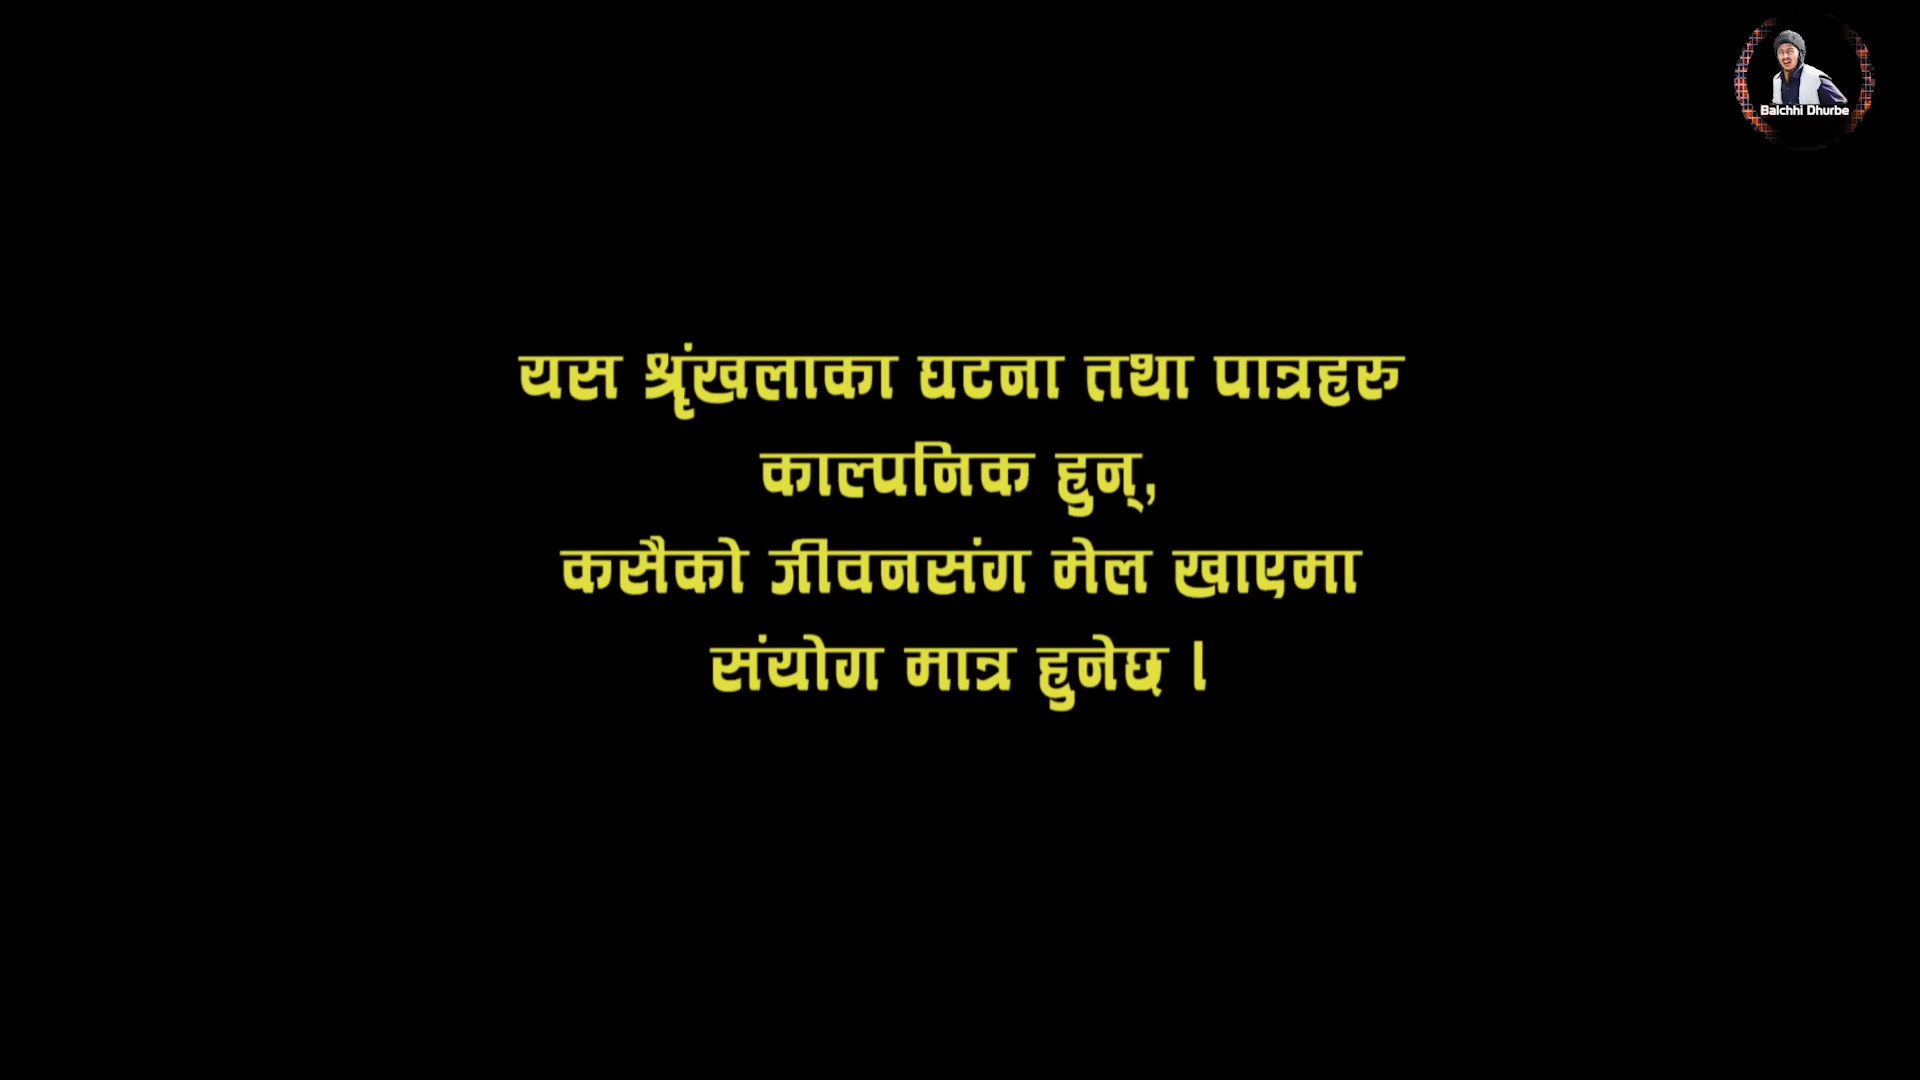 Balchhi Dhurbe
यस श्रृंखलाका घटना तथा पात्रहरु
काल्पनिक हुन्,
कसैको जीवनसंग मेल खाएमा
संयोग मात्र हुनेछ ।